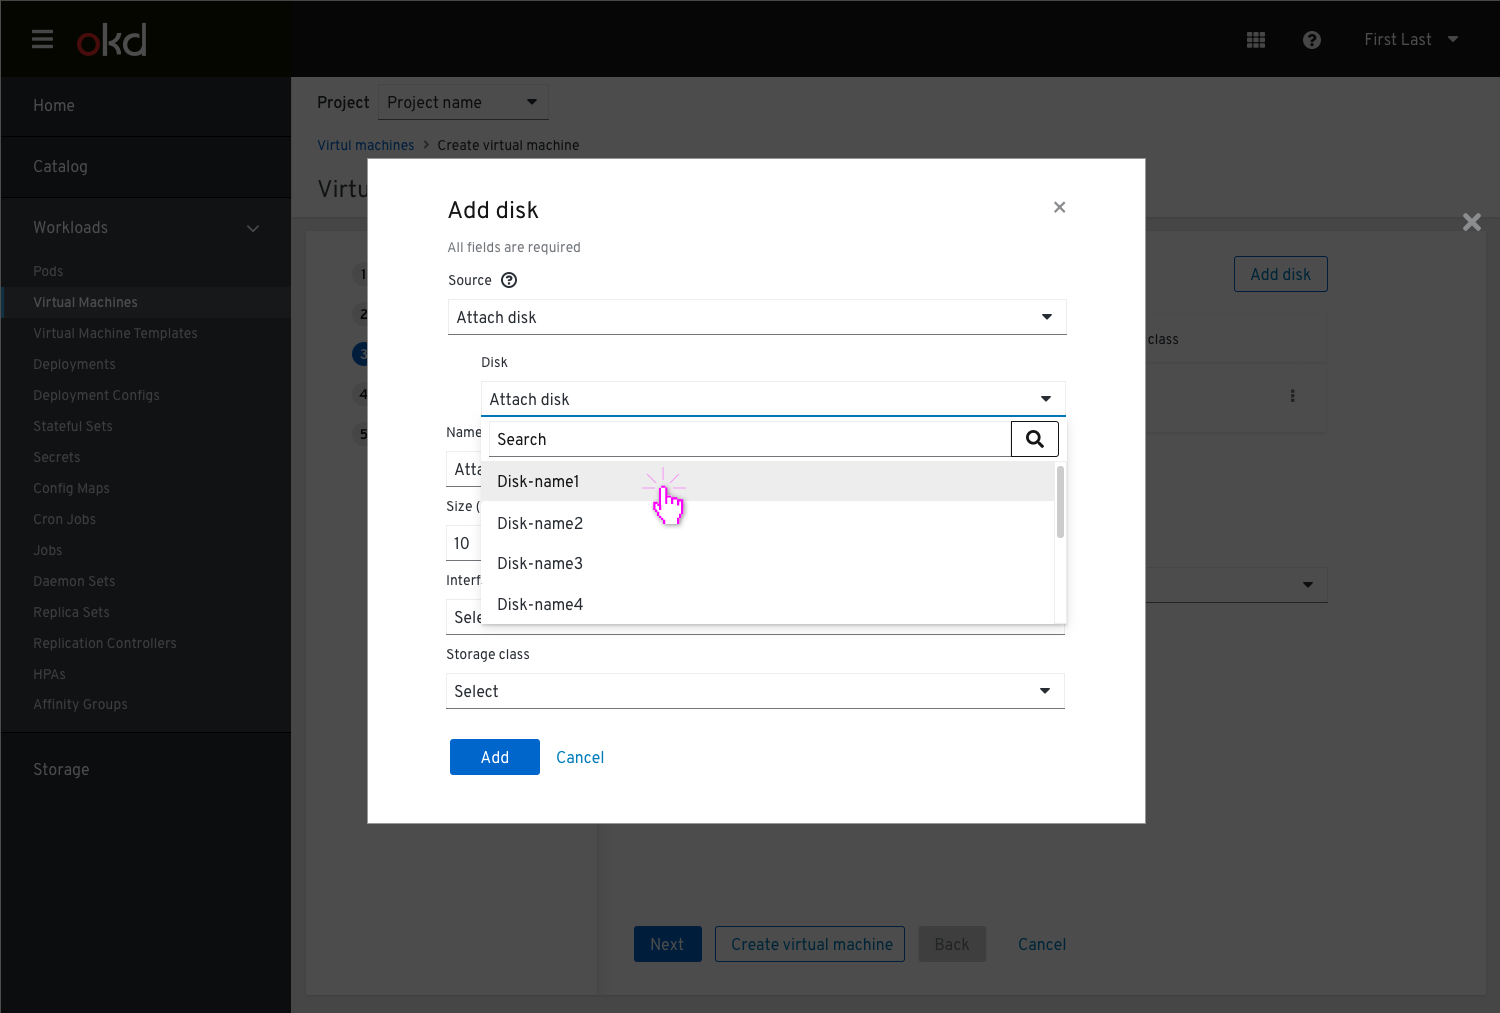 okd
First Last
Home
Catalog
Workloads
Pods
Virtual Machines
Virtual Machine Templates
Deployments
Deployment Configs
Stateful Sets
Secrets
Config Maps
Cron Jobs
Jobs
Daemon Sets
Replica Sets
Replication Controllers
HPAs
Affinity Groups
Storage
Project Project name
Virtul machines > Create virtual machine
Virtu
1
2
3
4
5
Add disk
class
Add disk
All fields are required
Source
Attach disk
Disk
Attach disk
Search
Disk-name1
Disk-name2
Disk-name3
Disk-name4
Name
Atta
Size (
10
Interf
Sele
Storage class
Select
Add Cancel
Next Create virtual machine Back Cancel